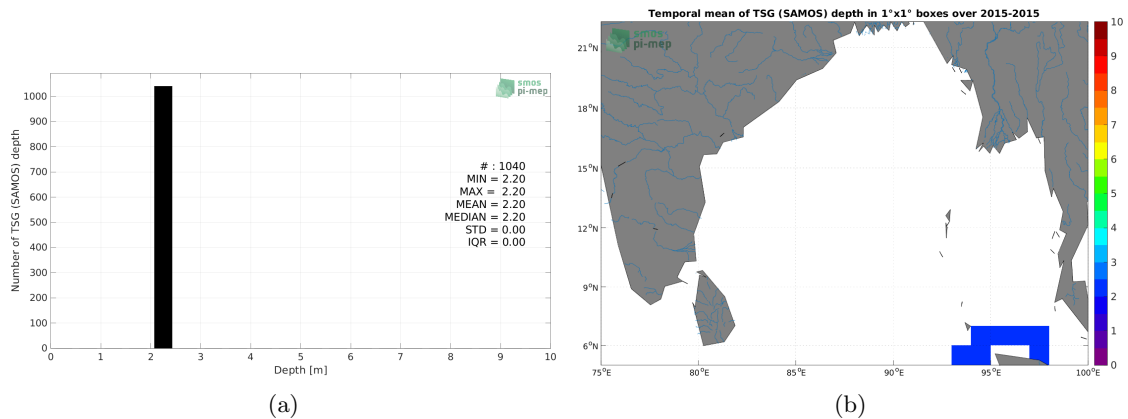 smos
pi-mep
1000
900
800
700
600
500
400
300
200
100
0
Number of TSG (SAMOS) depth
# : 1040
MIN = 2.20
MAX = 2.20
MEAN = 2.20
MEDIAN = 2.20
STD = 0.00
IQR = 0.00
0 1 2 3 4 5 6 7 8 9 10
Depth [m]
(a)
Temporal mean of TSG (SAMOS) depth in 1°x1° boxes over 2015-2015
smos
pi-mep
21°N
18°N
15°N
12°N
9°N
6°N
75°E 80°E 85°E 90°E 95°E 100°E
10
9
8
7
6
5
4
3
2
1
0
(b)